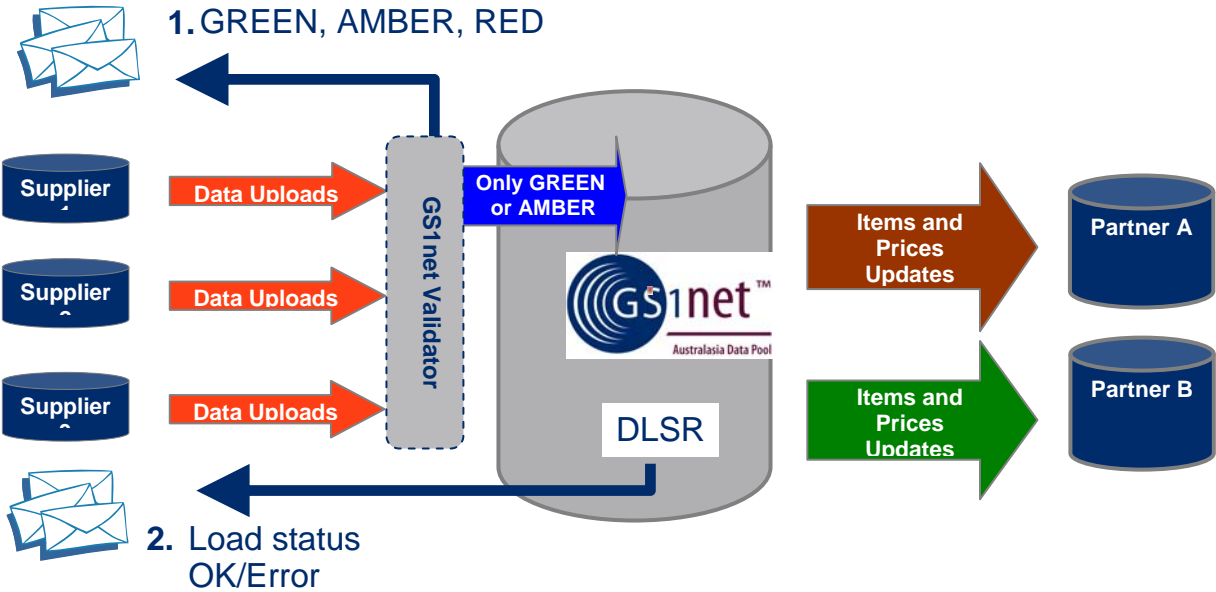 1. GREEN, AMBER, RED
Supplier
Data Uploads
GS1net Validator
Only GREEN
or AMBER
Items and
Prices
Updates
Partner A
Supplier
Data Uploads
GS1net™
Australasia Data Pool
Supplier
Data Uploads
DLSR
Items and
Prices
Updates
Partner B
2. Load status
OK/Error